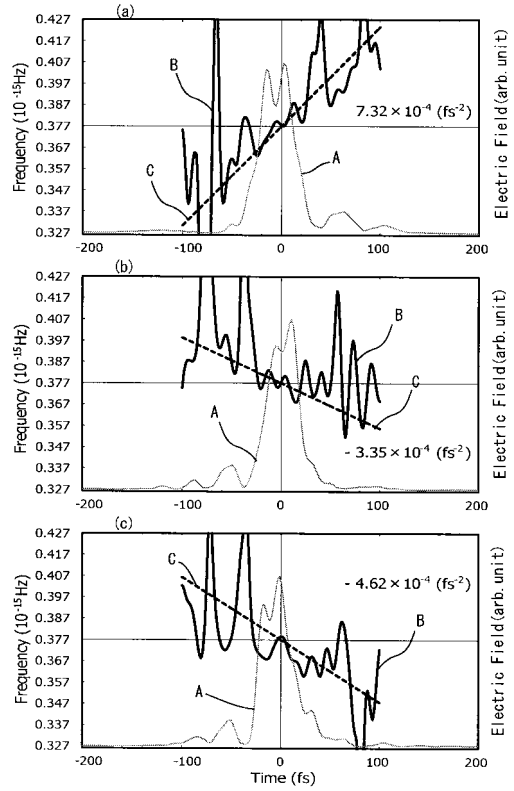 (a)
0.427
0.417
0.407
0.397
0.387
0.377
0.367
0.357
0.347
0.337
0.327
Frequency (10⁻¹⁵Hz)
B
C
A
7.32×10⁻⁴ (fs⁻²)
Electric Field(arb.unit)
-200 -100 0 100 200
(b)
0.427
0.417
0.407
0.397
0.387
0.377
0.367
0.357
0.347
0.337
0.327
Frequency (10⁻¹⁵Hz)
B
A
C
- 3.35×10⁻⁴ (fs⁻²)
Electric Field(arb.unit)
-200 -100 0 100 200
(c)
0.427
0.417
0.407
0.397
0.387
0.377
0.367
0.357
0.347
0.337
0.327
Frequency (10⁻¹⁵Hz)
C
- 4.62×10⁻⁴ (fs⁻²)
B
A
Electric Field(arb.unit)
-200 -100 0 100 200
Time (fs)